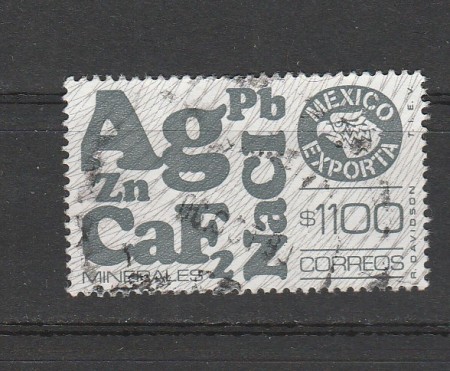 Ag
Pb
Zn
CaF2
NaCl
MEXICO
EXPORTA
$1100
CORREOS
MINERALES
T.I.E.V.
R. DAVIDSON